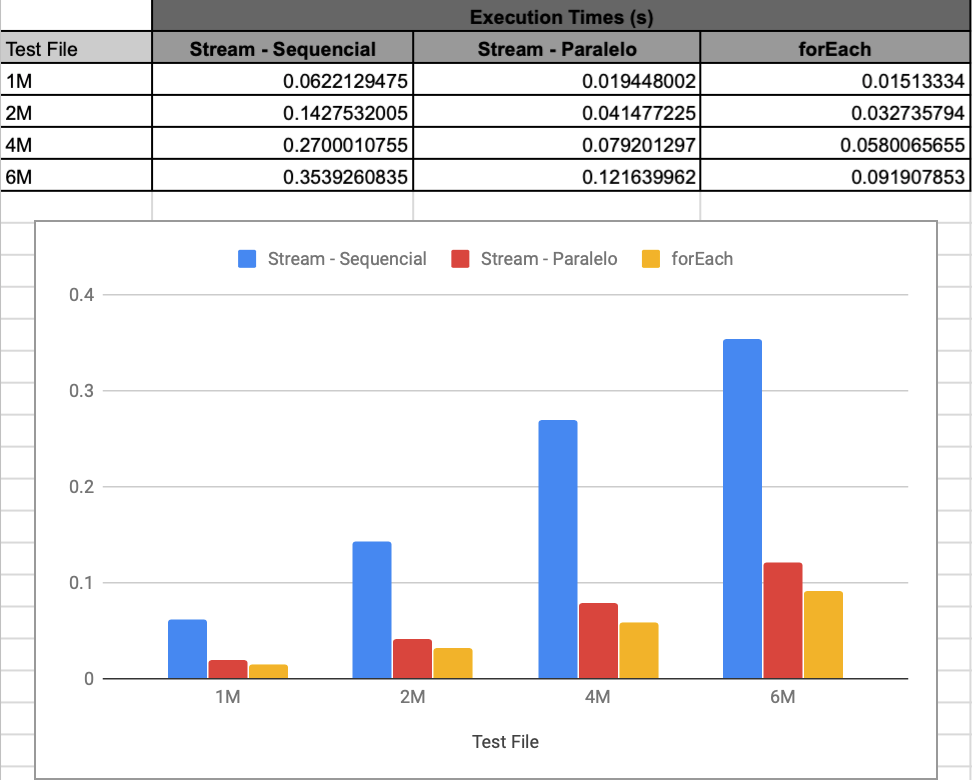 Execution Times (s)
Test File Stream - Sequencial Stream - Paralelo forEach
1M 0.0622129475 0.019448002 0.01513334
2M 0.1427532005 0.041477225 0.032735794
4M 0.2700010755 0.079201297 0.0580065655
6M 0.3539260835 0.121639962 0.091907853
Stream - Sequencial Stream - Paralelo forEach
0.4
0.3
0.2
0.1
0
1M 2M 4M 6M
Test File